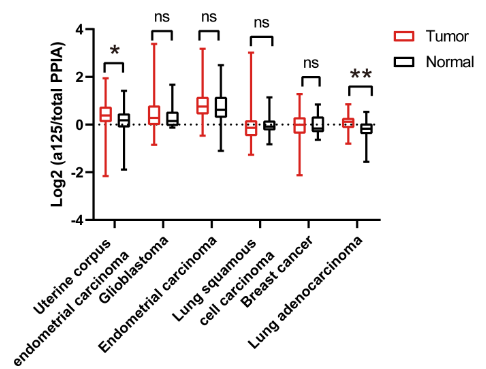 Log2 (a125/total PPIA)
4
2
0
-2
-4
*
ns
ns
ns
ns
**
Tumor
Normal
Uterine corpus
endometrial carcinoma
Glioblastoma
Endometrial carcinoma
Lung squamous
cell carcinoma
Breast cancer
Lung adenocarcinoma